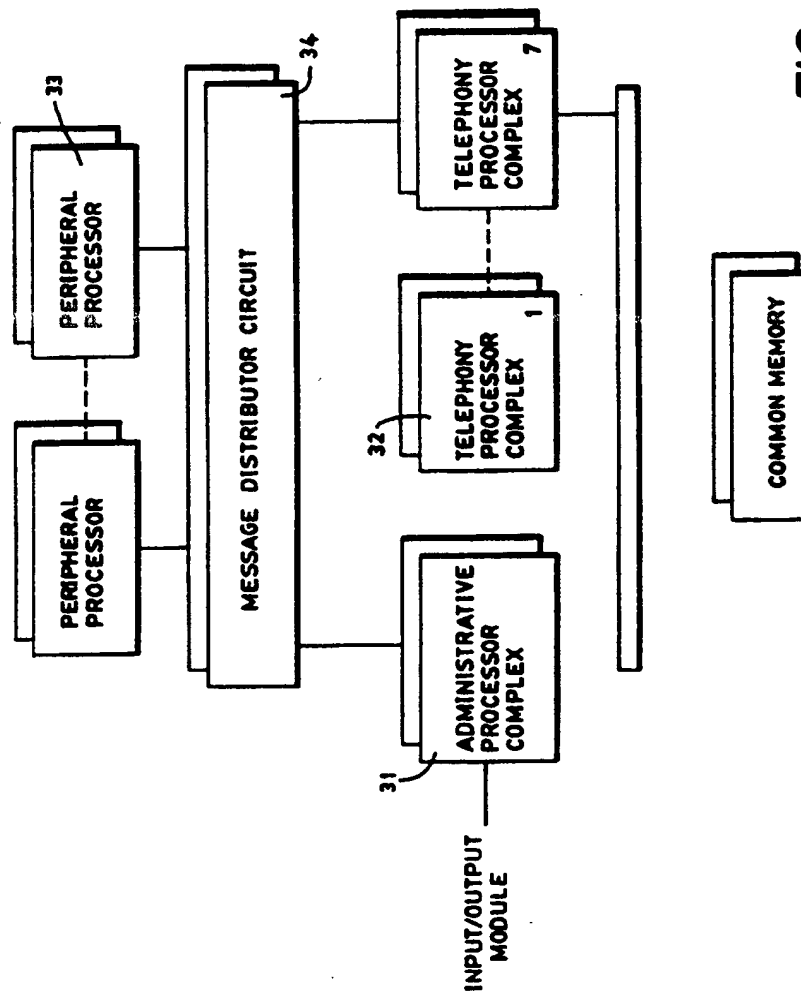 PERIPHERAL
PROCESSOR
PERIPHERAL
PROCESSOR
33
MESSAGE DISTRIBUTOR CIRCUIT
34
31
ADMINISTRATIVE
PROCESSOR
COMPLEX
32
TELEPHONY
PROCESSOR
COMPLEX
1
TELEPHONY
PROCESSOR
COMPLEX
7
INPUT/OUTPUT
MODULE
COMMON MEMORY